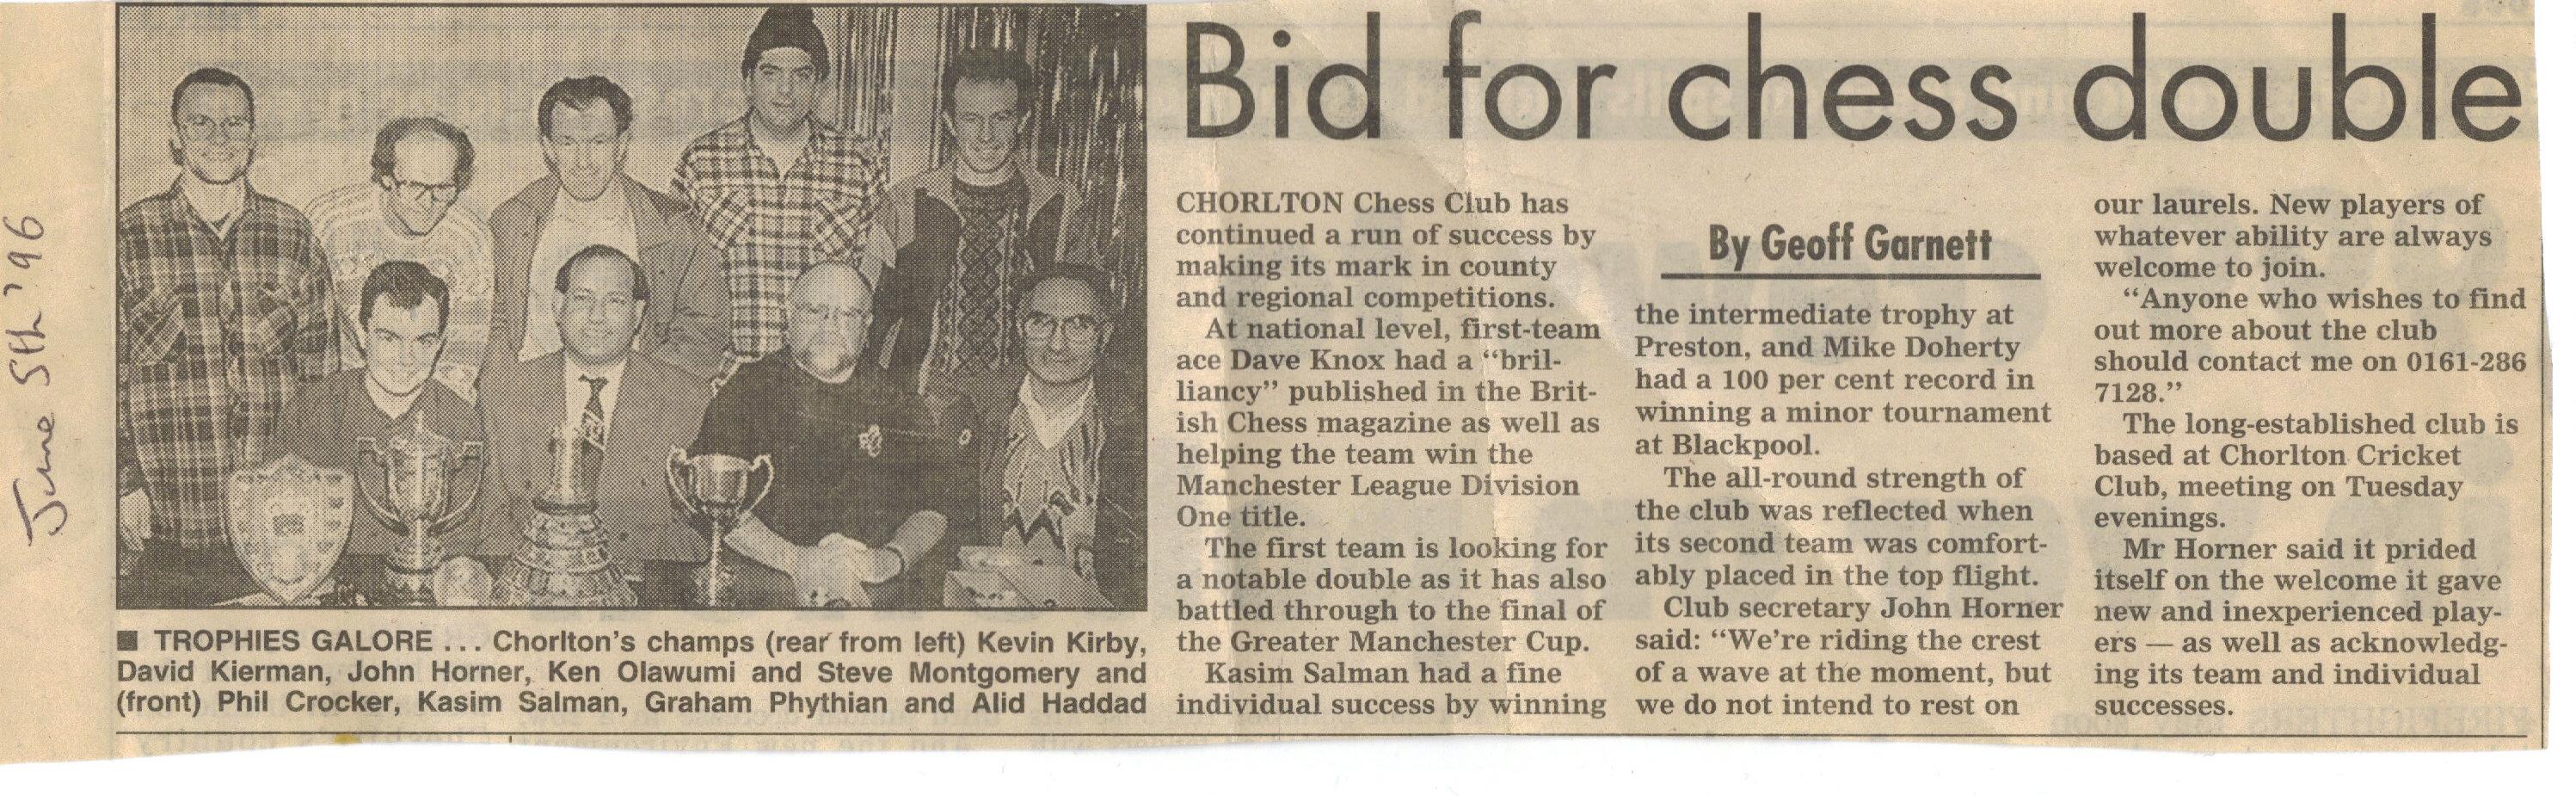 June 5th '96
Bid for chess double
■ TROPHIES GALORE ... Chorlton's champs (rear from left) Kevin Kirby,
David Kierman, John Horner, Ken Olawumi and Steve Montgomery and
(front) Phil Crocker, Kasim Salman, Graham Phythian and Alid Haddad
CHORLTON Chess Club has
continued a run of success by
making its mark in county
and regional competitions.
At national level, first-team
ace Dave Knox had a “bril-
liancy” published in the Brit-
ish Chess magazine as well as
helping the team win the
Manchester League Division
One title.
The first team is looking for
a notable double as it has also
battled through to the final of
the Greater Manchester Cup.
Kasim Salman had a fine
individual success by winning
By Geoff Garnett
the intermediate trophy at
Preston, and Mike Doherty
had a 100 per cent record in
winning a minor tournament
at Blackpool.
The all-round strength of
the club was reflected when
its second team was comfort-
ably placed in the top flight.
Club secretary John Horner
said: “We’re riding the crest
of a wave at the moment, but
we do not intend to rest on
our laurels. New players of
whatever ability are always
welcome to join.
“Anyone who wishes to find
out more about the club
should contact me on 0161-286
7128.”
The long-established club is
based at Chorlton Cricket
Club, meeting on Tuesday
evenings.
Mr Horner said it prided
itself on the welcome it gave
new and inexperienced play-
ers — as well as acknowledg-
ing its team and individual
successes.